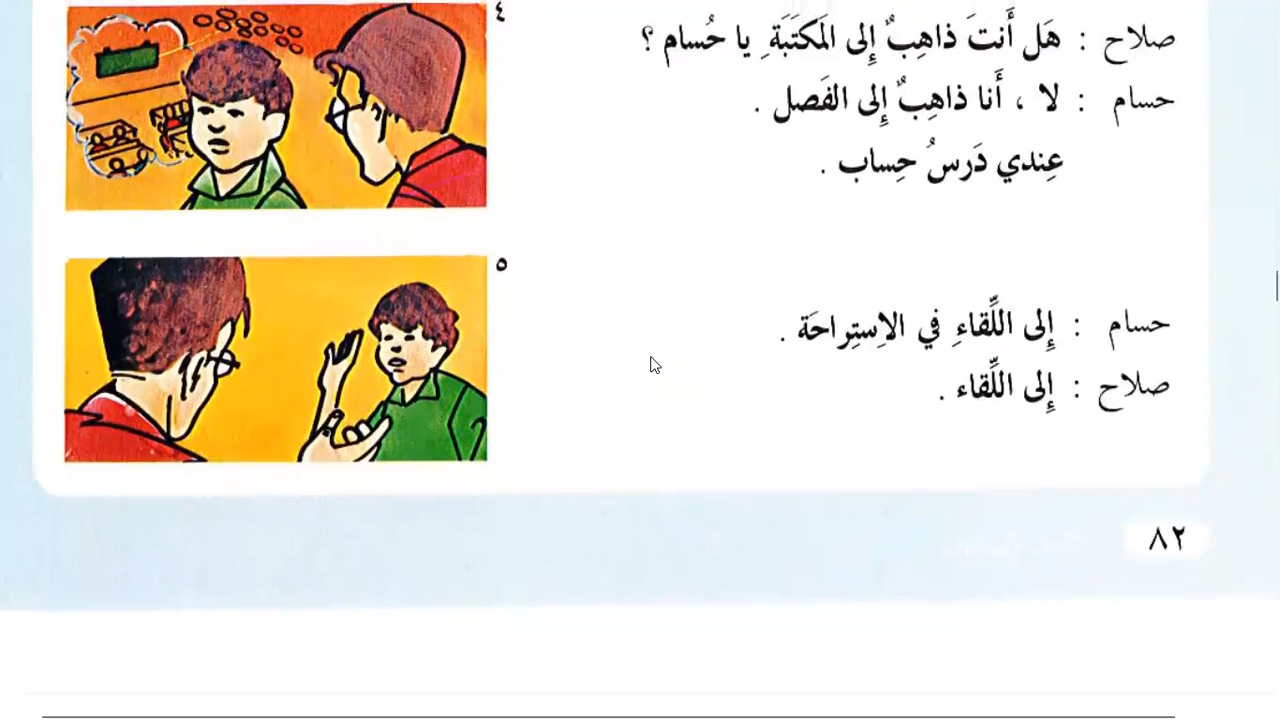 ٤
صلاح : هَل أَنتَ ذاهِبٌ إِلى المَكتَبَةِ يا حُسام ؟
حسام : لا ، أَنا ذاهِبٌ إِلى الفَصل .
عِندي دَرسُ حِساب .
٥
حسام : إِلى اللِّقاءِ في الاِستِراحَة .
صلاح : إِلى اللِّقاء .
٨٢